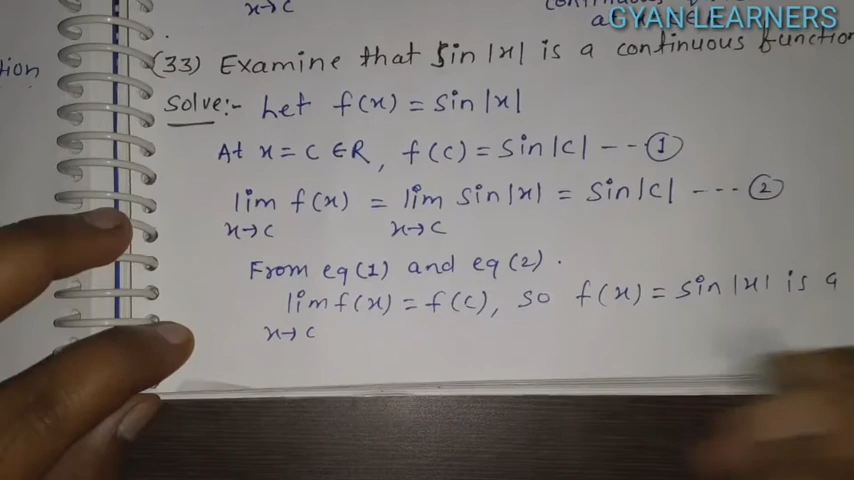 x→c
GYAN LEARNERS
tion
(33) Examine that sin |x| is a continuous function
Solve:- Let f(x) = sin |x|
At x = c ∈ R, f(c) = sin |c| --- ①
lim f(x) = lim sin |x| = sin |c| --- ②
x→c x→c
From eq(1) and eq(2).
lim f(x) = f(c), so f(x) = sin |x| is a
x→c